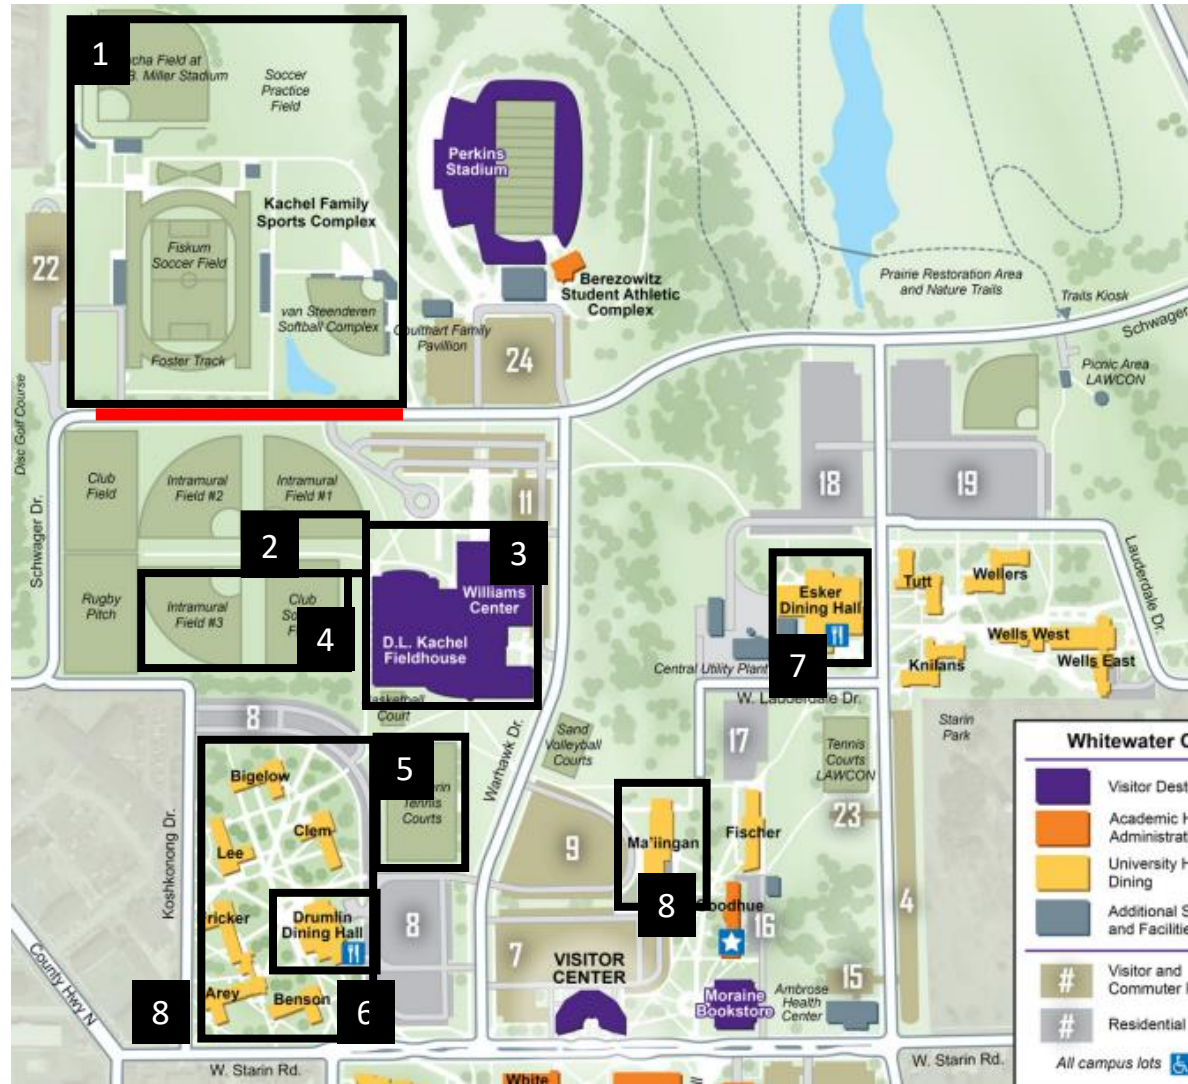 1
Field at
B. Miller Stadium
Soccer
Practice
Field
Perkins
Stadium
Kachel Family
Sports Complex
Fiskum
Soccer Field
22
Berezowitz
Student Athletic
Complex
Prairie Restoration Area
and Nature Trails
Trails Kiosk
Schwager
van Steenderen
Softball Complex
Coulthart Family
Pavillion
24
Foster Track
Picnic Area
LAWCON
Disc Golf Course
Club
Field
Intramural
Field #2
Intramural
Field #1
11
18
19
Schwager Dr.
2
3
Lauderdale Dr.
Rugby
Pitch
Intramural
Field #3
Club
4
Williams
Center
D.L. Kachel
Fieldhouse
Esker
Dining Hall
7
Tutt
Wellers
Wells West
Wells East
Knilans
Central Utility Plant
W. Lauderdale Dr.
Basketball
Court
8
Sand
Volleyball
Courts
17
Tennis
Courts
LAWCON
Starin
Park
Warhawk Dr.
5
Tennis
Courts
Bigelow
Clem
Lee
9
Ma'iingan
Fischer
23
8
Goodhue
16
4
Koshkonong Dr.
Fricker
Drumlin
Dining Hall
8
7
VISITOR
CENTER
Moraine
Bookstore
Ambrose
Health
Center
15
County Hwy N
8
Arey
Benson
6
W. Starin Rd.
W. Starin Rd.
White
Whitewater C
Visitor Dest
Academic H
Administrat
University H
Dining
Additional S
and Facilitie
# Visitor and
Commuter
# Residential
All campus lots